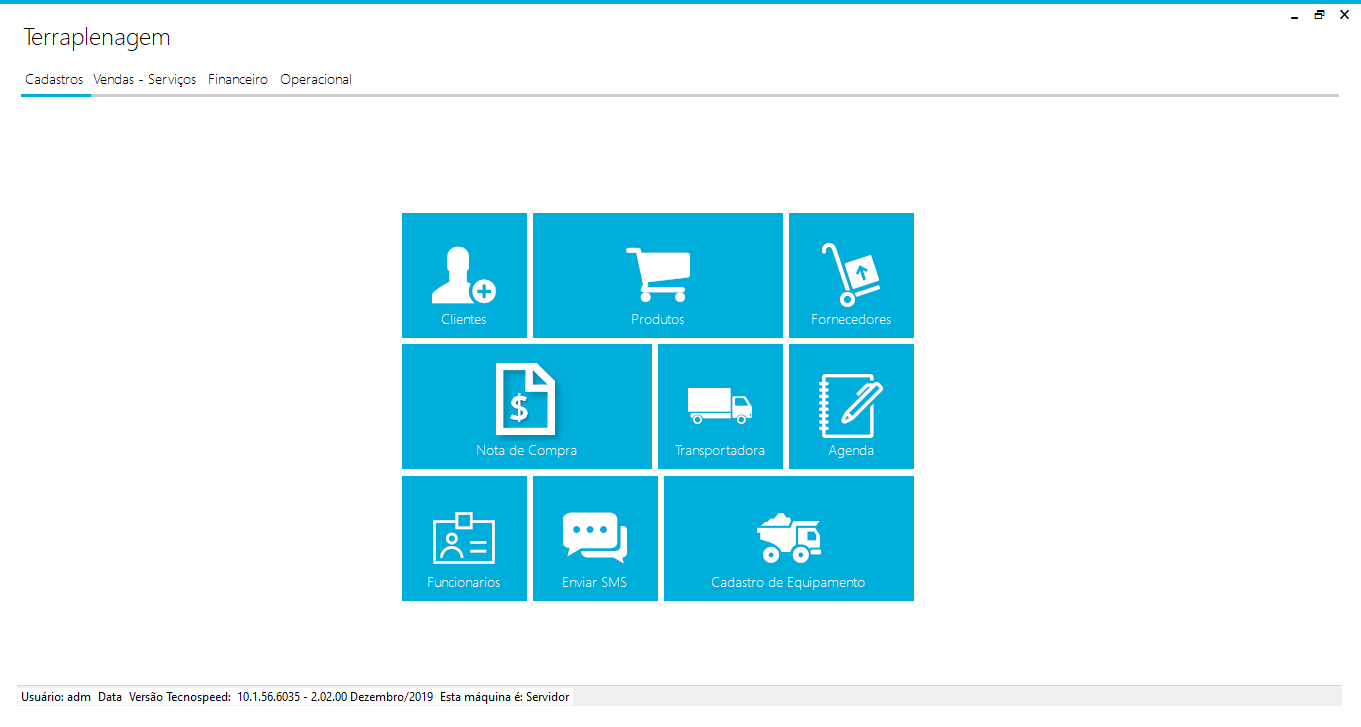 Terraplenagem
Cadastros Vendas - Serviços Financeiro Operacional
Clientes Produtos Fornecedores
$
Nota de Compra Transportadora Agenda
Funcionarios Enviar SMS Cadastro de Equipamento
Usuário: adm Data Versão Tecnospeed: 10.1.56.6035 - 2.02.00 Dezembro/2019 Esta máquina é: Servidor